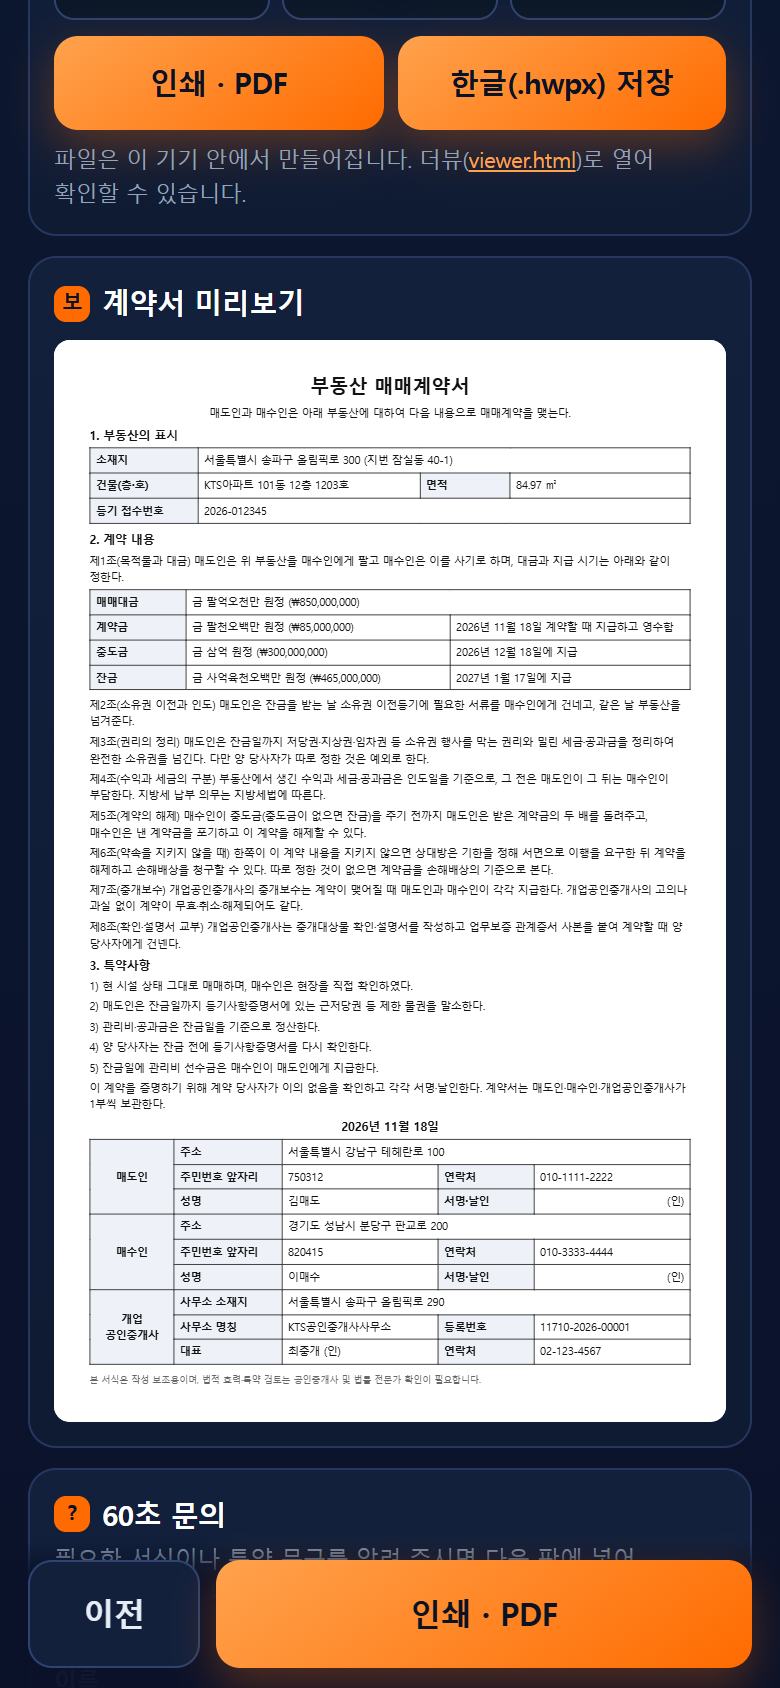 인쇄 · PDF
한글(.hwpx) 저장
파일은 이 기기 안에서 만들어집니다. 더뷰(viewer.html)로 열어
확인할 수 있습니다.
보 계약서 미리보기
부동산 매매계약서
매도인과 매수인은 아래 부동산에 대하여 다음 내용으로 매매계약을 맺는다.
1. 부동산의 표시
소재지 서울특별시 송파구 올림픽로 300 (지번 잠실동 40-1)
건물(층·호) KTS아파트 101동 12층 1203호 면적 84.97 ㎡
등기 접수번호 2026-012345
2. 계약 내용
제1조(목적물과 대금) 매도인은 위 부동산을 매수인에게 팔고 매수인은 이를 사기로 하며, 대금과 지급 시기는 아래와 같이
정한다.
매매대금 금 팔억오천만 원정 (₩850,000,000)
계약금 금 팔천오백만 원정 (₩85,000,000) 2026년 11월 18일 계약할 때 지급하고 영수함
중도금 금 삼억 원정 (₩300,000,000) 2026년 12월 18일에 지급
잔금 금 사억육천오백만 원정 (₩465,000,000) 2027년 1월 17일에 지급
제2조(소유권 이전과 인도) 매도인은 잔금을 받는 날 소유권 이전등기에 필요한 서류를 매수인에게 건네고, 같은 날 부동산을
넘겨준다.
제3조(권리의 정리) 매도인은 잔금일까지 저당권·지상권·임차권 등 소유권 행사를 막는 권리와 밀린 세금·공과금을 정리하여
완전한 소유권을 넘긴다. 다만 양 당사자가 따로 정한 것은 예외로 한다.
제4조(수익과 세금의 구분) 부동산에서 생긴 수익과 세금·공과금은 인도일을 기준으로, 그 전은 매도인이 그 뒤는 매수인이
부담한다. 지방세 납부 의무는 지방세법에 따른다.
제5조(계약의 해제) 매수인이 중도금(중도금이 없으면 잔금)을 주기 전까지 매도인은 받은 계약금의 두 배를 돌려주고,
매수인은 낸 계약금을 포기하고 이 계약을 해제할 수 있다.
제6조(약속을 지키지 않을 때) 한쪽이 이 계약 내용을 지키지 않으면 상대방은 기한을 정해 서면으로 이행을 요구한 뒤 계약을
해제하고 손해배상을 청구할 수 있다. 따로 정한 것이 없으면 계약금을 손해배상의 기준으로 본다.
제7조(중개보수) 개업공인중개사의 중개보수는 계약이 맺어질 때 매도인과 매수인이 각각 지급한다. 개업공인중개사의 고의나
과실 없이 계약이 무효·취소·해제되어도 같다.
제8조(확인·설명서 교부) 개업공인중개사는 중개대상물 확인·설명서를 작성하고 업무보증 관계증서 사본을 붙여 계약할 때 양
당사자에게 건넨다.
3. 특약사항
1) 현 시설 상태 그대로 매매하며, 매수인은 현장을 직접 확인하였다.
2) 매도인은 잔금일까지 등기사항증명서에 있는 근저당권 등 제한 물권을 말소한다.
3) 관리비·공과금은 잔금일을 기준으로 정산한다.
4) 양 당사자는 잔금 전에 등기사항증명서를 다시 확인한다.
5) 잔금일에 관리비 선수금은 매수인이 매도인에게 지급한다.
이 계약을 증명하기 위해 계약 당사자가 이의 없음을 확인하고 각각 서명·날인한다. 계약서는 매도인·매수인·개업공인중개사가
1부씩 보관한다.
2026년 11월 18일
매도인 주소 서울특별시 강남구 테헤란로 100
주민번호 앞자리 750312 연락처 010-1111-2222
성명 김매도 서명·날인 (인)
매수인 주소 경기도 성남시 분당구 판교로 200
주민번호 앞자리 820415 연락처 010-3333-4444
성명 이매수 서명·날인 (인)
개업
공인중개사 사무소 소재지 서울특별시 송파구 올림픽로 290
사무소 명칭 KTS공인중개사사무소 등록번호 11710-2026-00001
대표 최중개 (인) 연락처 02-123-4567
본 서식은 작성 보조용이며, 법적 효력·특약 검토는 공인중개사 및 법률 전문가 확인이 필요합니다.
? 60초 문의
필요한 서식이나 특약 문구를 알려 주시면 다음 판에 넣어
이전
인쇄 · PDF
이름